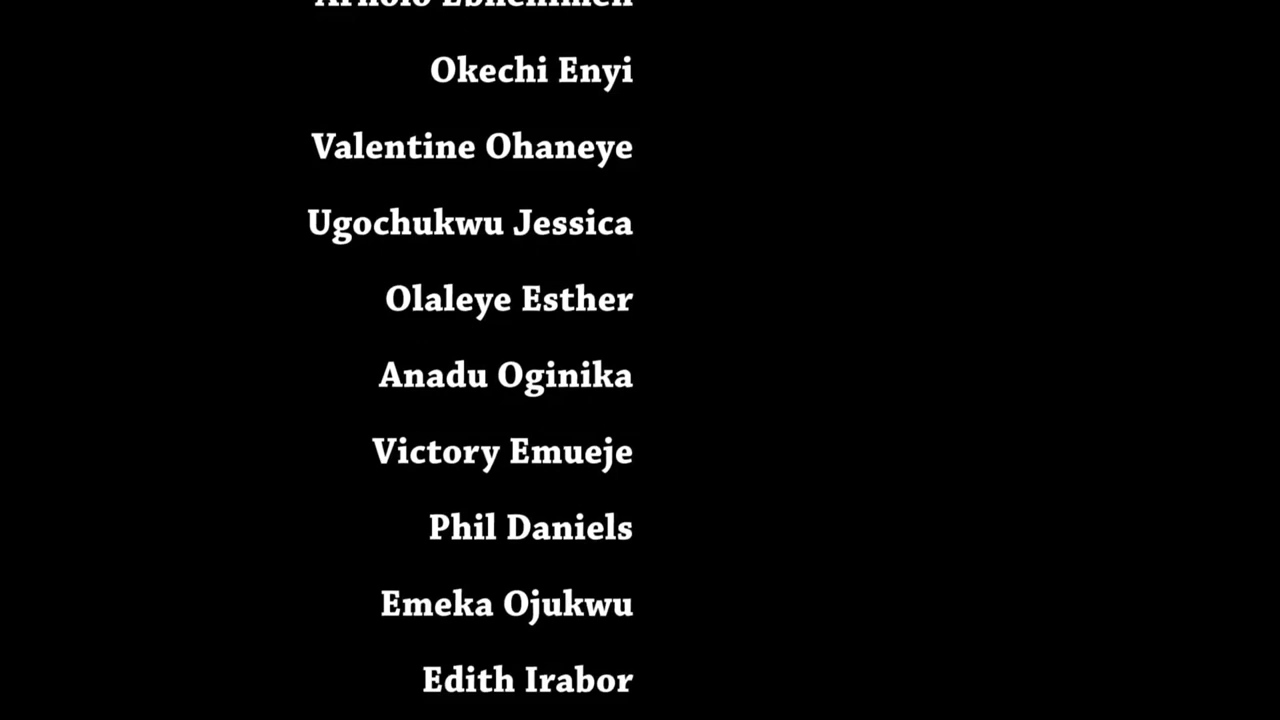 Okechi Enyi
Valentine Ohaneye
Ugochukwu Jessica
Olaleye Esther
Anadu Oginika
Victory Emueje
Phil Daniels
Emeka Ojukwu
Edith Irabor